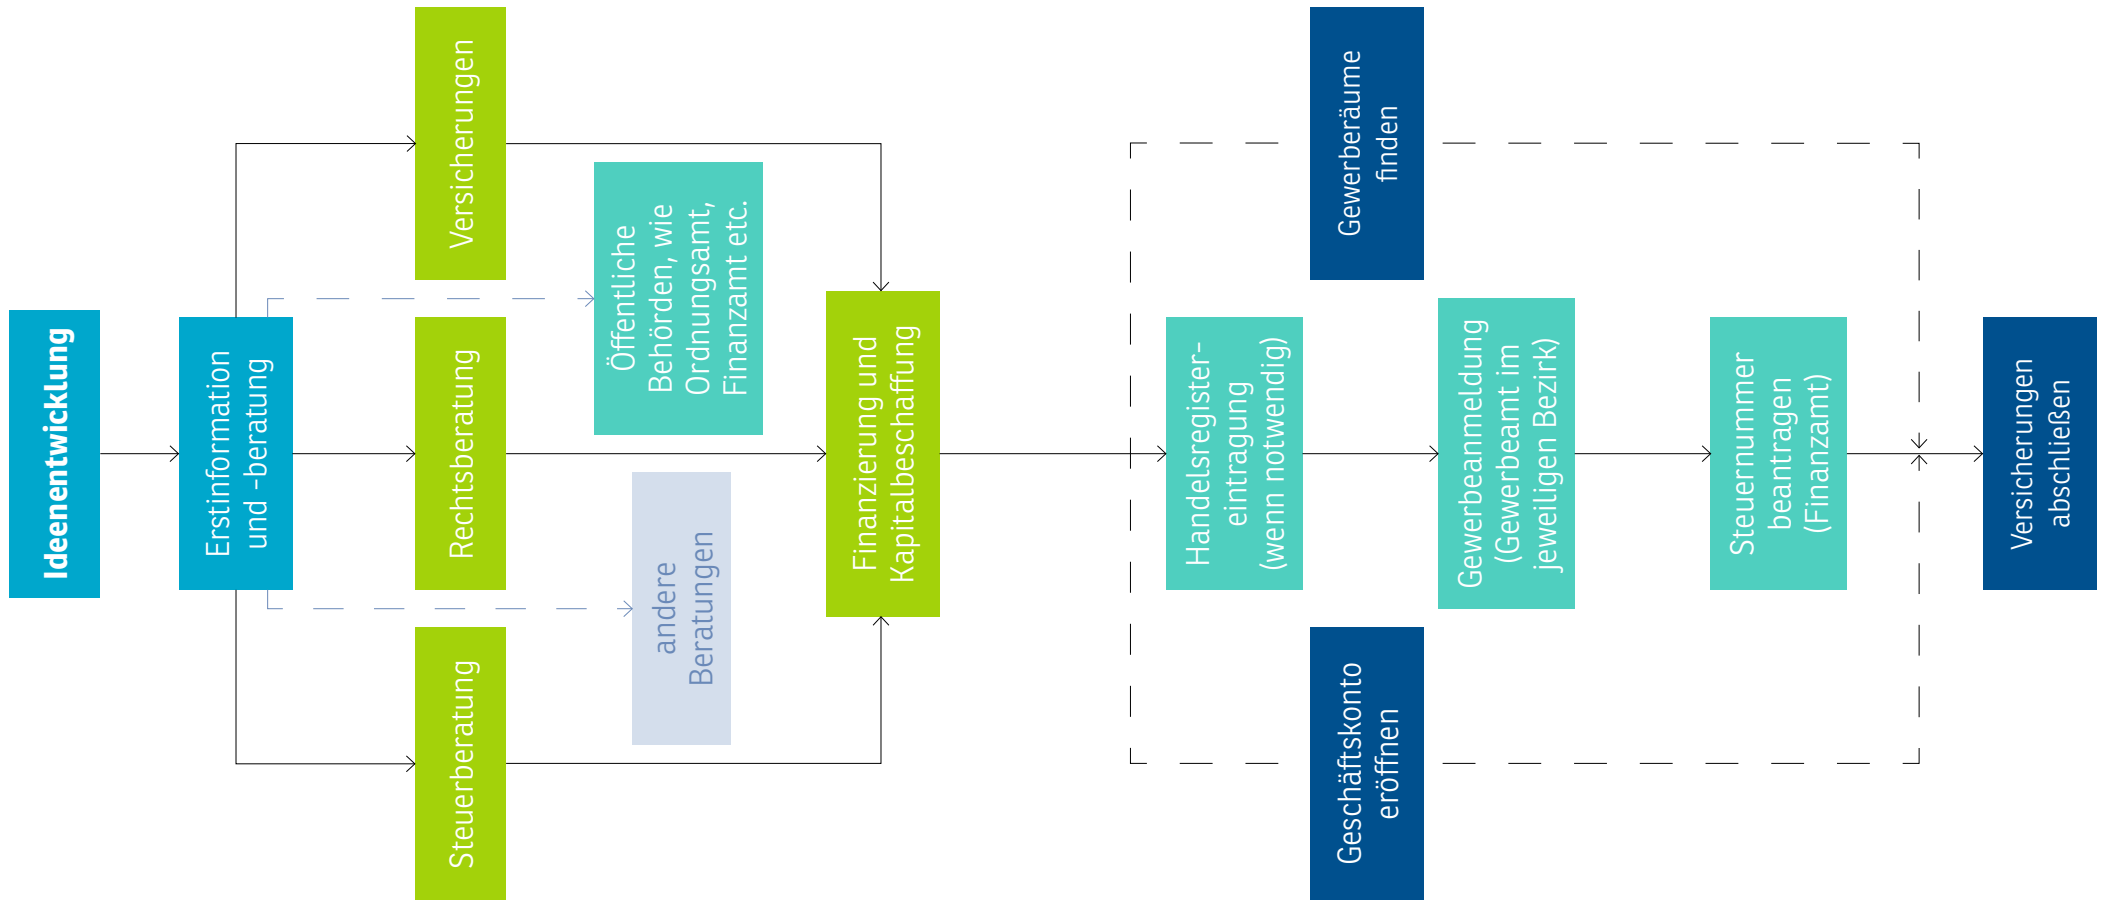 Ideenentwicklung
Erstinformation
und -beratung
Steuerberatung
Rechtsberatung
Versicherungen
andere
Beratungen
Öffentliche
Behörden, wie
Ordnungsamt,
Finanzamt etc.
Finanzierung und
Kapitalbeschaffung
Handelsregister-
eintragung
(wenn notwendig)
Geschäftskonto
eröffnen
Gewerberäume
finden
Gewerbeanmeldung
(Gewerbeamt im
jeweiligen Bezirk)
Steuernummer
beantragen
(Finanzamt)
Versicherungen
abschließen